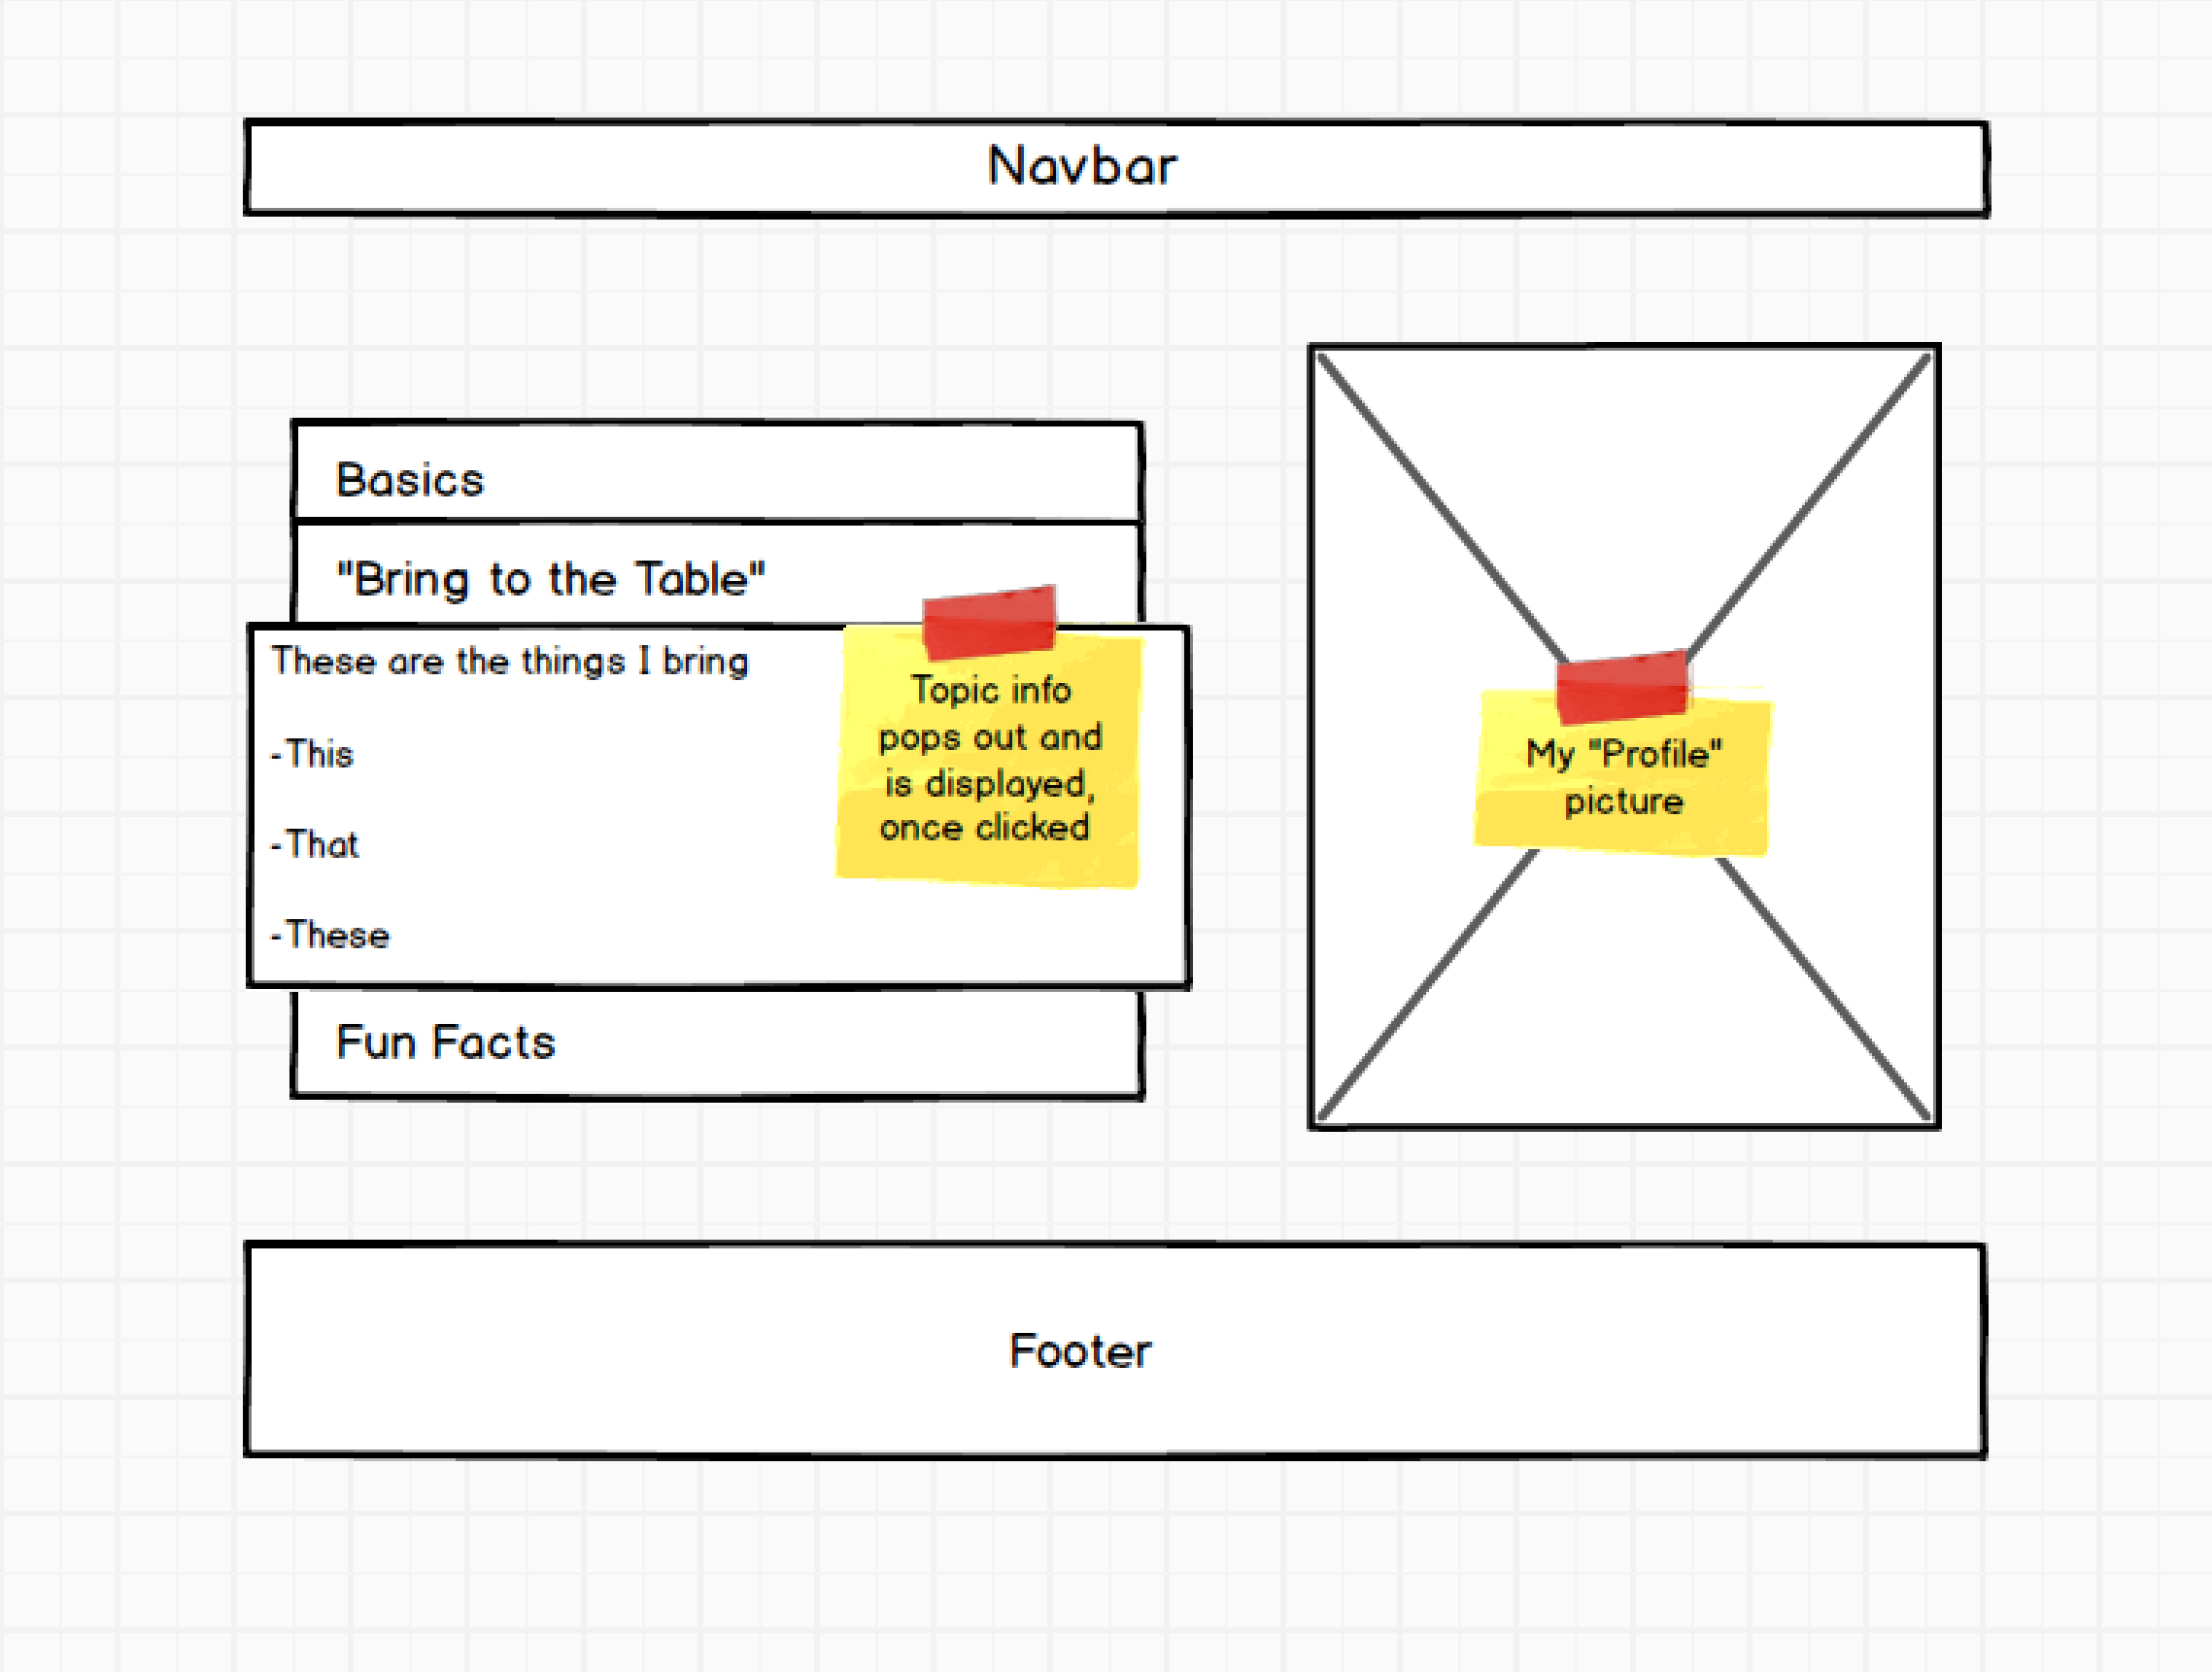 Navbar
Basics
"Bring to the Table"
These are the things I bring
-This
-That
-These
Topic info
pops out and
is displayed,
once clicked
Fun Facts
My "Profile"
picture
Footer